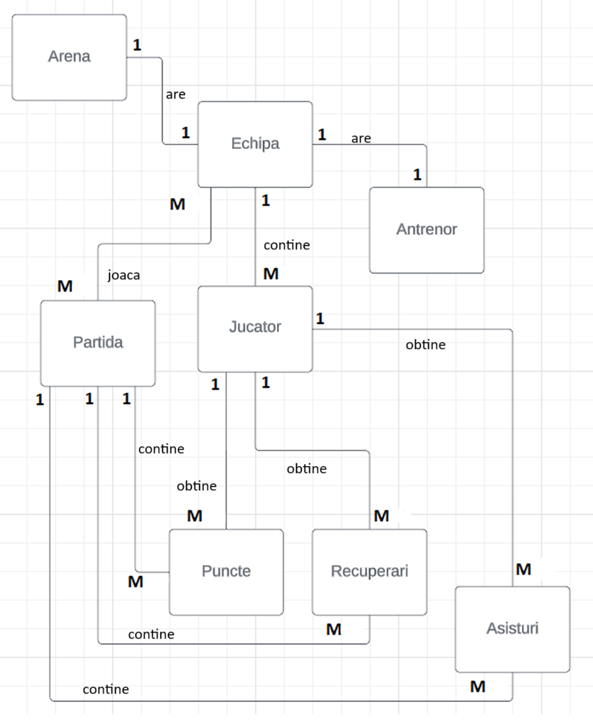 Arena
1
are
1
Echipa
1
are
1
Antrenor
M
1
contine
M
joaca
M
Partida
Jucator
1
obtine
1
1
1
1
1
contine
obtine
obtine
M
M
M
M
Puncte
Recuperari
Asisturi
contine
M
contine
M